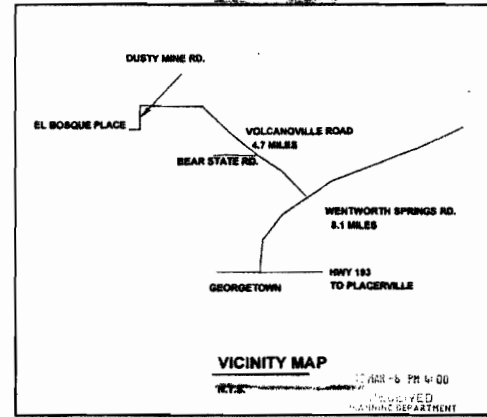 DUSTY MINE RD.
EL BOSQUE PLACE
VOLCANOVILLE ROAD
4.7 MILES
BEAR STATE RD.
WENTWORTH SPRINGS RD.
8.1 MILES
HWY 193
TO PLACERVILLE
GEORGETOWN
VICINITY MAP
N.T.S.
MAR -6 PM 4:00
RECEIVED
PLANNING DEPARTMENT